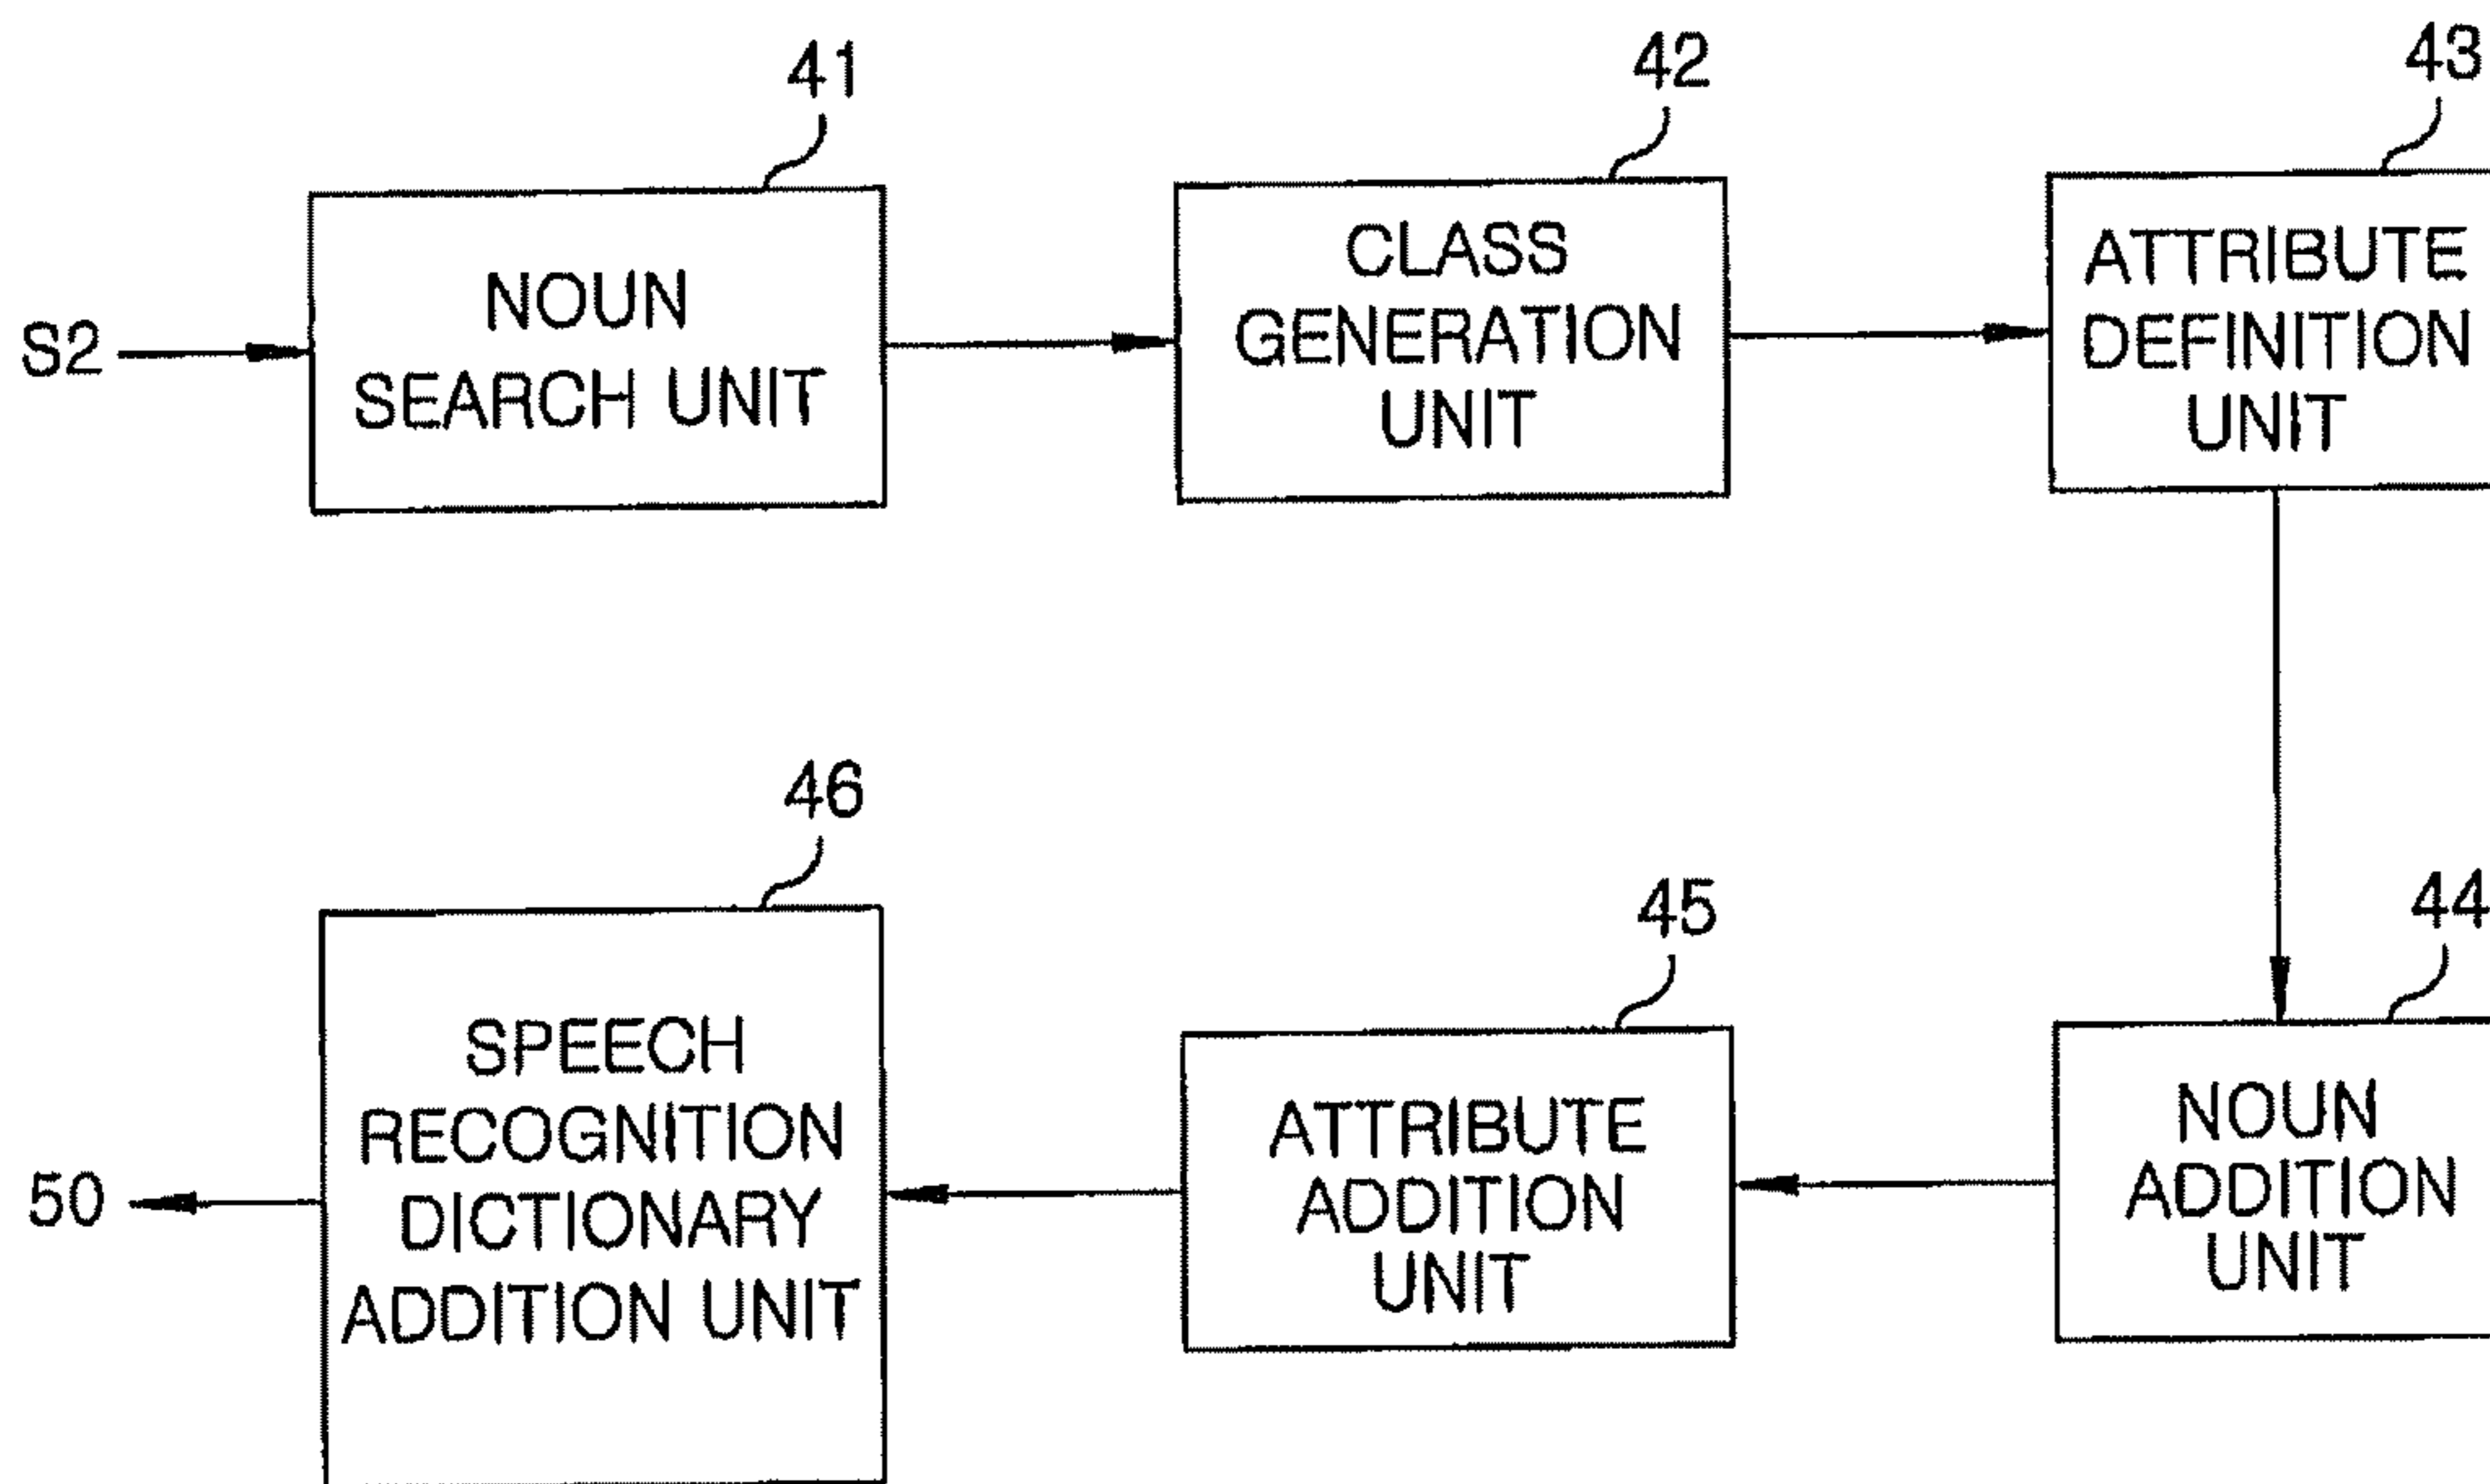 41
42
43
S2
NOUN
SEARCH UNIT
CLASS
GENERATION
UNIT
ATTRIBUTE
DEFINITION
UNIT
46
45
44
50
SPEECH
RECOGNITION
DICTIONARY
ADDITION UNIT
ATTRIBUTE
ADDITION
UNIT
NOUN
ADDITION
UNIT